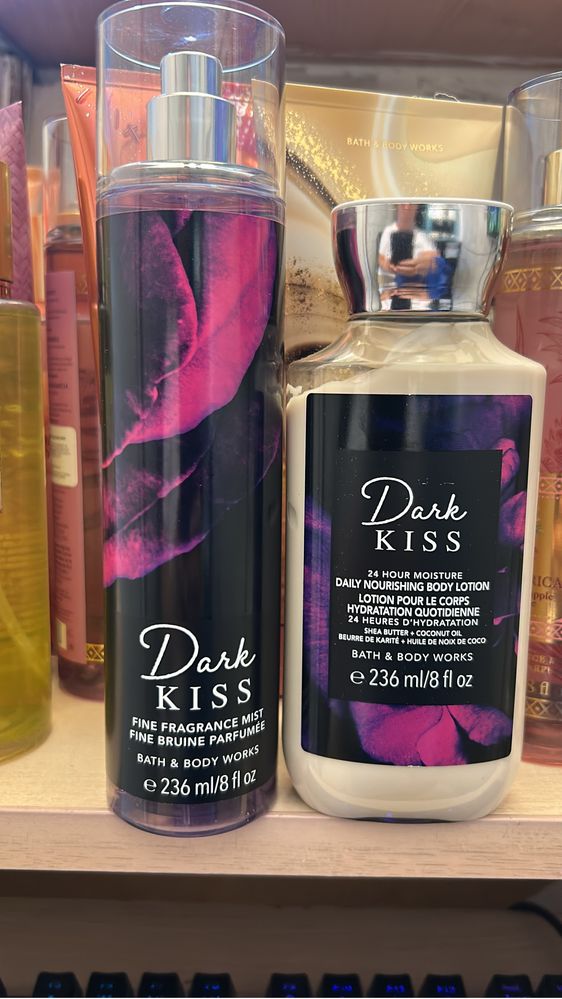 BATH & BODY WORKS
Dark
KISS
FINE FRAGRANCE MIST
FINE BRUINE PARFUMÉE
BATH & BODY WORKS
℮ 236 ml/8 fl oz
Dark
KISS
24 HOUR MOISTURE
DAILY NOURISHING BODY LOTION
LOTION POUR LE CORPS
HYDRATATION QUOTIDIENNE
24 HEURES D'HYDRATATION
SHEA BUTTER + COCONUT OIL
BEURRE DE KARITÉ + HUILE DE NOIX DE COCO
BATH & BODY WORKS
℮ 236 ml/8 fl oz